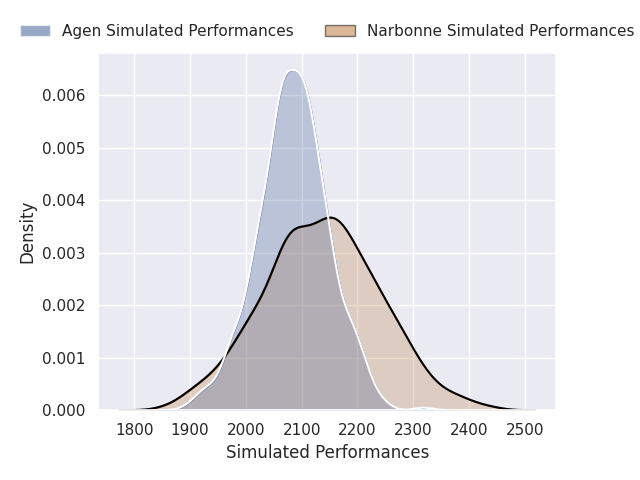 Agen Simulated Performances Narbonne Simulated Performances
0.006
0.005
0.004
0.003
0.002
0.001
0.000
Density
1800 1900 2000 2100 2200 2300 2400 2500
Simulated Performances